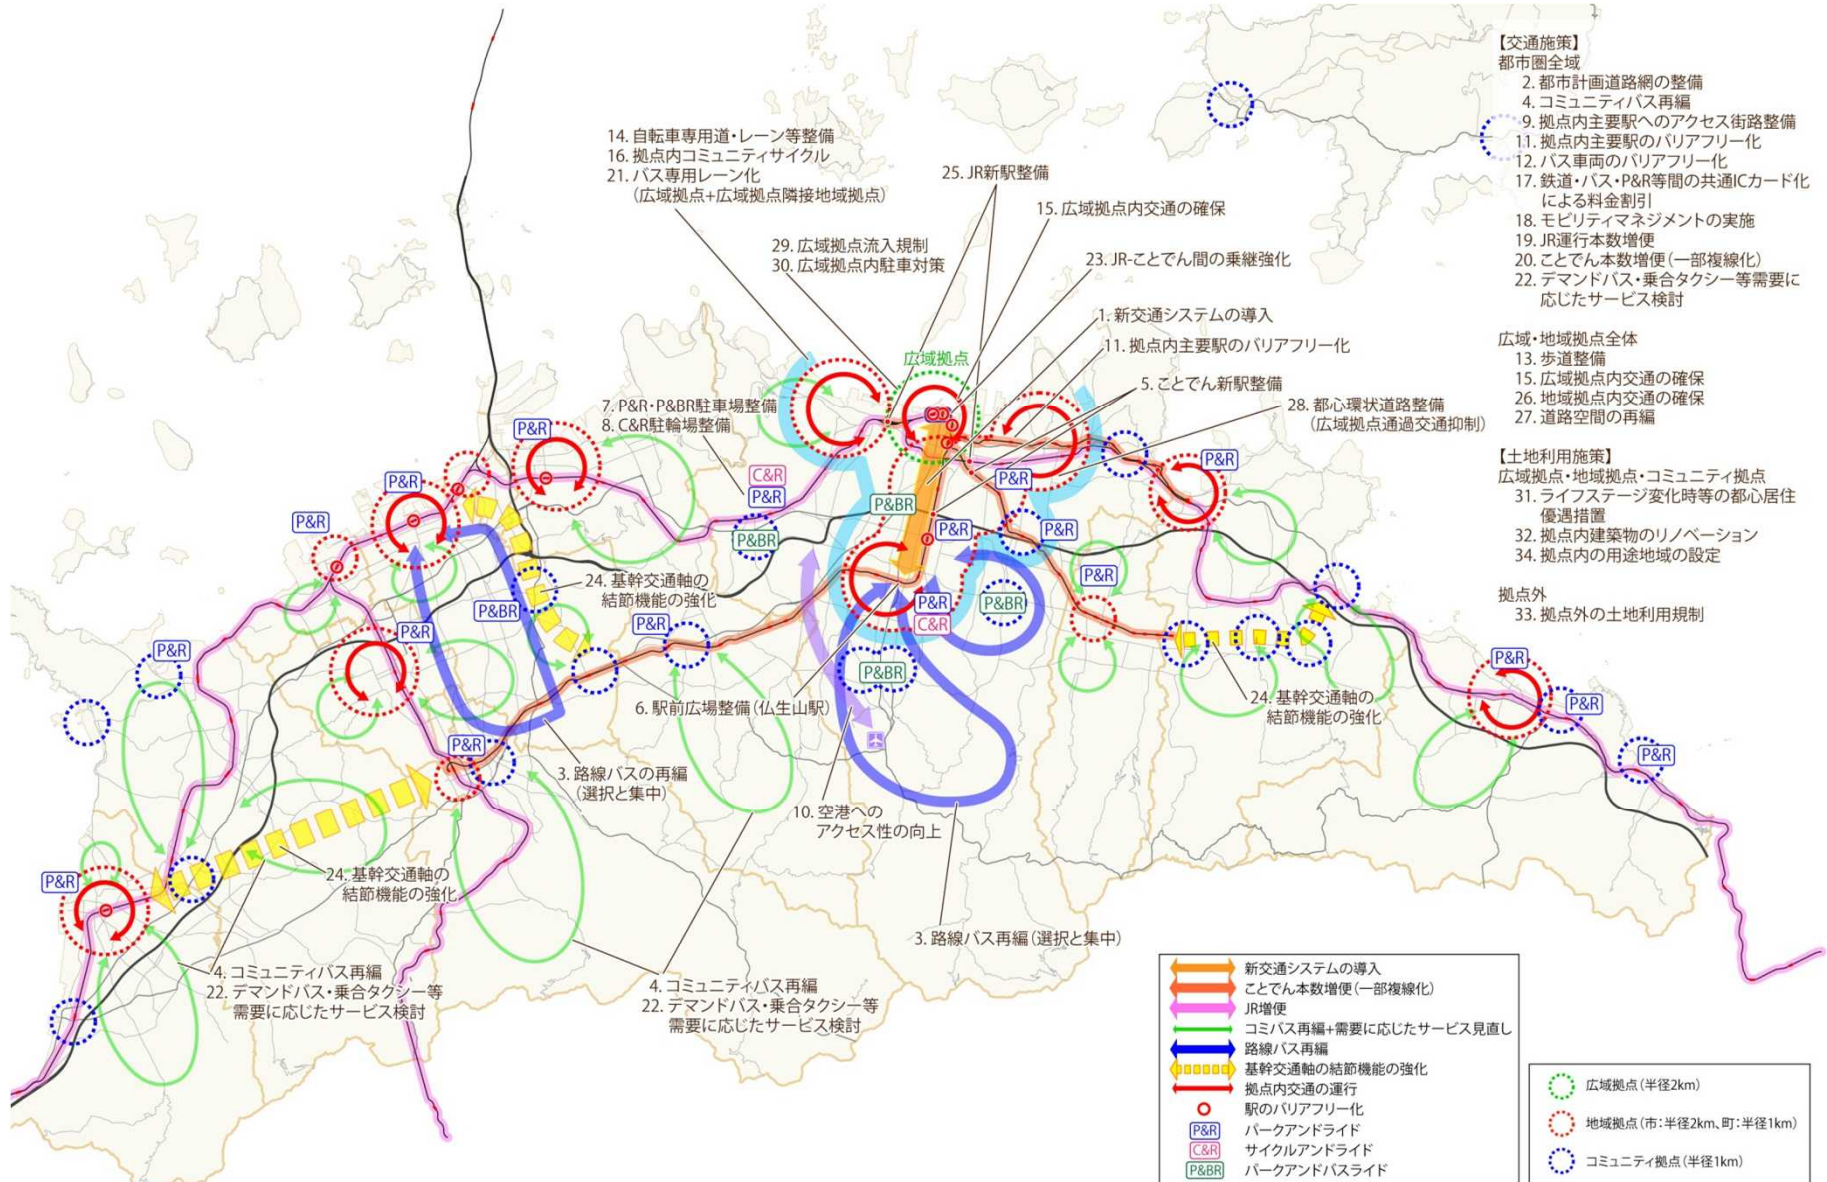 【交通施策】
都市圏全域
2. 都市計画道路網の整備
4. コミュニティバス再編
9. 拠点内主要駅へのアクセス街路整備
11. 拠点内主要駅のバリアフリー化
12. バス車両のバリアフリー化
17. 鉄道・バス・P&R等間の共通ICカード化
による料金割引
18. モビリティマネジメントの実施
19. JR運行本数増便
20. ことでん本数増便(一部複線化)
22. デマンドバス・乗合タクシー等需要に
応じたサービス検討
広域・地域拠点全体
13. 歩道整備
15. 広域拠点内交通の確保
26. 地域拠点内交通の確保
27. 道路空間の再編
【土地利用施策】
広域拠点・地域拠点・コミュニティ拠点
31. ライフステージ変化時等の都心居住
優遇措置
32. 拠点内建築物のリノベーション
34. 拠点内の用途地域の設定
拠点外
33. 拠点外の土地利用規制
14. 自転車専用道・レーン等整備
16. 拠点内コミュニティサイクル
21. バス専用レーン化
(広域拠点+広域拠点隣接地域拠点)
25. JR新駅整備
15. 広域拠点内交通の確保
29. 広域拠点流入規制
30. 広域拠点内駐車対策
23. JR-ことでん間の乗継強化
1. 新交通システムの導入
11. 拠点内主要駅のバリアフリー化
広域拠点
5. ことでん新駅整備
7. P&R・P&BR駐車場整備
8. C&R駐輪場整備
28. 都心環状道路整備
(広域拠点通過交通抑制)
P&R
P&R
C&R
P&R
P&R
P&R
P&BR
P&R
P&R
P&R
P&BR
24. 基幹交通軸の
結節機能の強化
P&R
P&BR
P&R
P&BR
P&R
P&R
C&R
P&R
P&R
P&BR
24. 基幹交通軸の
結節機能の強化
6. 駅前広場整備(仏生山駅)
P&R
P&R
P&R
3. 路線バスの再編
(選択と集中)
10. 空港への
アクセス性の向上
P&R
24. 基幹交通軸の
結節機能の強化
3. 路線バス再編(選択と集中)
4. コミュニティバス再編
22. デマンドバス・乗合タクシー等
需要に応じたサービス検討
4. コミュニティバス再編
22. デマンドバス・乗合タクシー等
需要に応じたサービス検討
新交通システムの導入
ことでん本数増便(一部複線化)
JR増便
コミバス再編+需要に応じたサービス見直し
路線バス再編
基幹交通軸の結節機能の強化
拠点内交通の運行
駅のバリアフリー化
P&R パークアンドライド
C&R サイクルアンドライド
P&BR パークアンドバスライド
広域拠点(半径2km)
地域拠点(市:半径2km、町:半径1km)
コミュニティ拠点(半径1km)